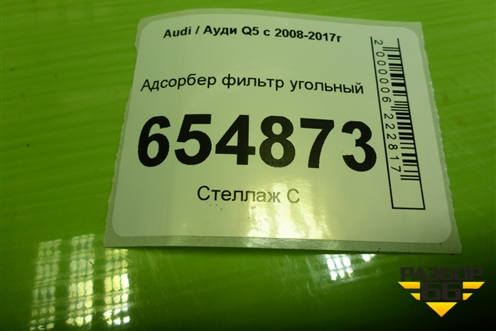 Audi / Ауди Q5 с 2008-2017г
Адсорбер фильтр угольный
654873
Стеллаж С
2000006222817
РАЗБОР
66